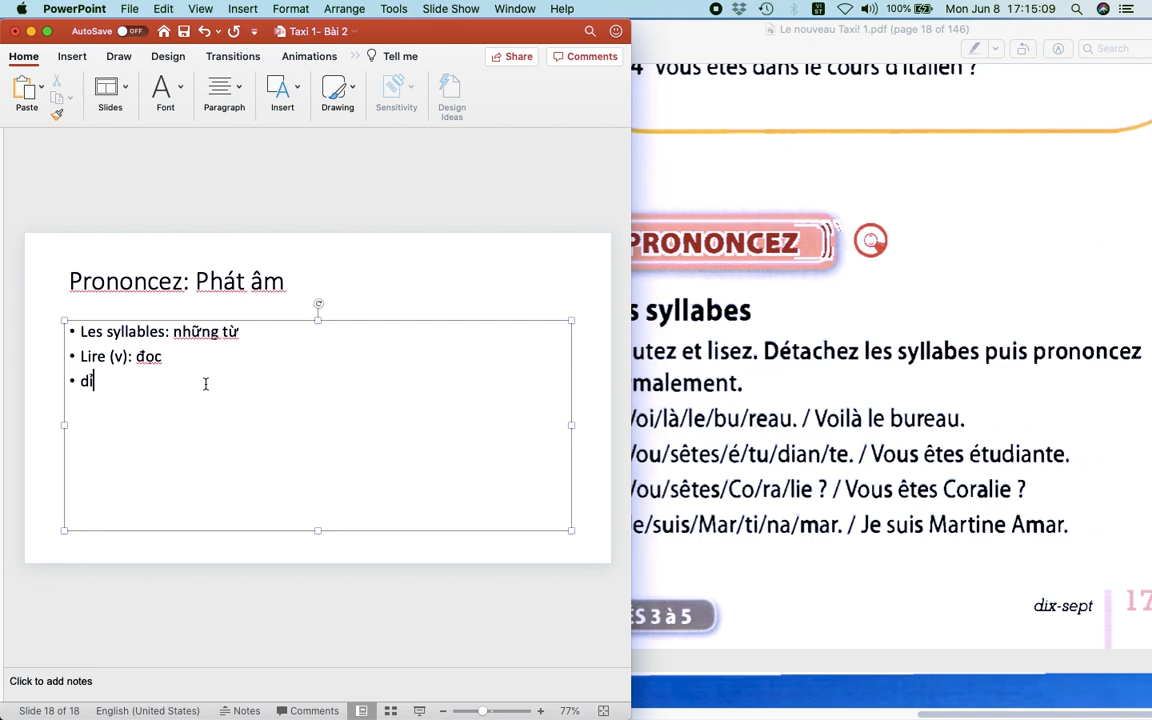 PowerPoint File Edit View Insert Format Arrange Tools Slide Show Window Help
100% Mon Jun 8 17:15:09
AutoSave OFF
Taxi 1- Bài 2
Le nouveau Taxi! 1.pdf (page 18 of 146)
Search
Home Insert Draw Design Transitions Animations Tell me Share Comments
Paste Slides Font Paragraph Insert Drawing Sensitivity Design
Ideas
Prononcez: Phát âm
• Les syllables: những từ
• Lire (v): đoc
• dỉ
4 Vous êtes dans le cours d'italien ?
PRONONCEZ
s syllabes
utez et lisez. Détachez les syllabes puis prononcez
malement.
Voi/là/le/bu/reau. / Voilà le bureau.
Vou/sêtes/é/tu/dian/te. / Vous êtes étudiante.
Vou/sêtes/Co/ra/lie ? / Vous êtes Coralie ?
e/suis/Mar/ti/na/mar. / Je suis Martine Amar.
ÉS 3 à 5
dix-sept 17
Click to add notes
Slide 18 of 18 English (United States) Notes Comments 77%